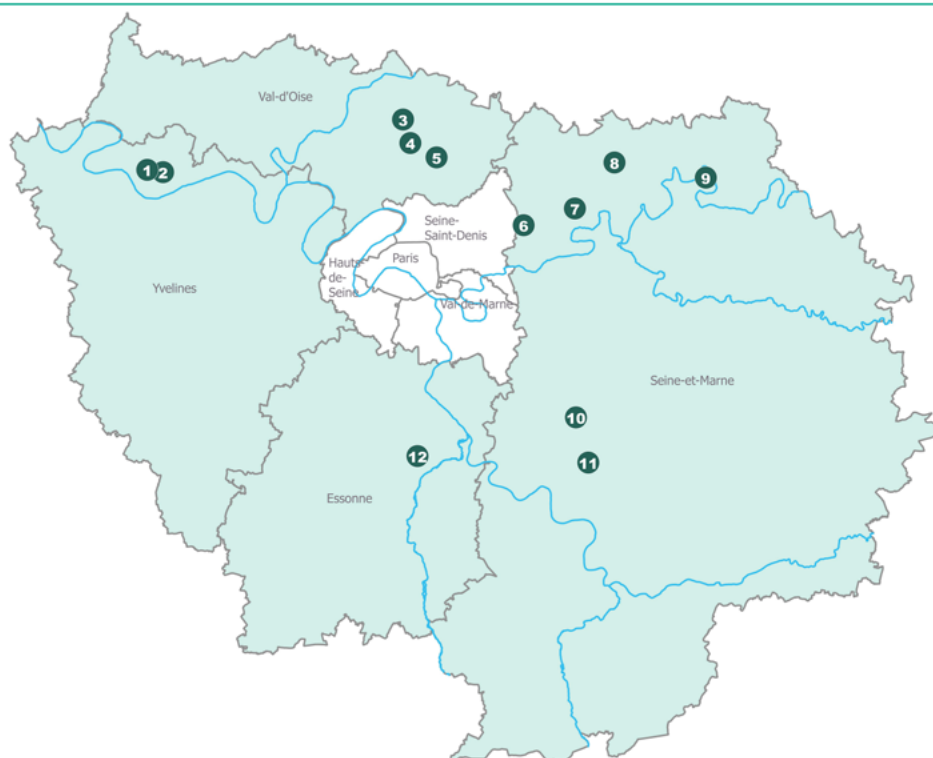 Val-d'Oise
3
4
5
1
2
8
9
7
6
Seine-
Saint-Denis
Paris
Hauts-
de-
Seine
Val-de-Marne
Yvelines
Seine-et-Marne
10
11
12
Essonne